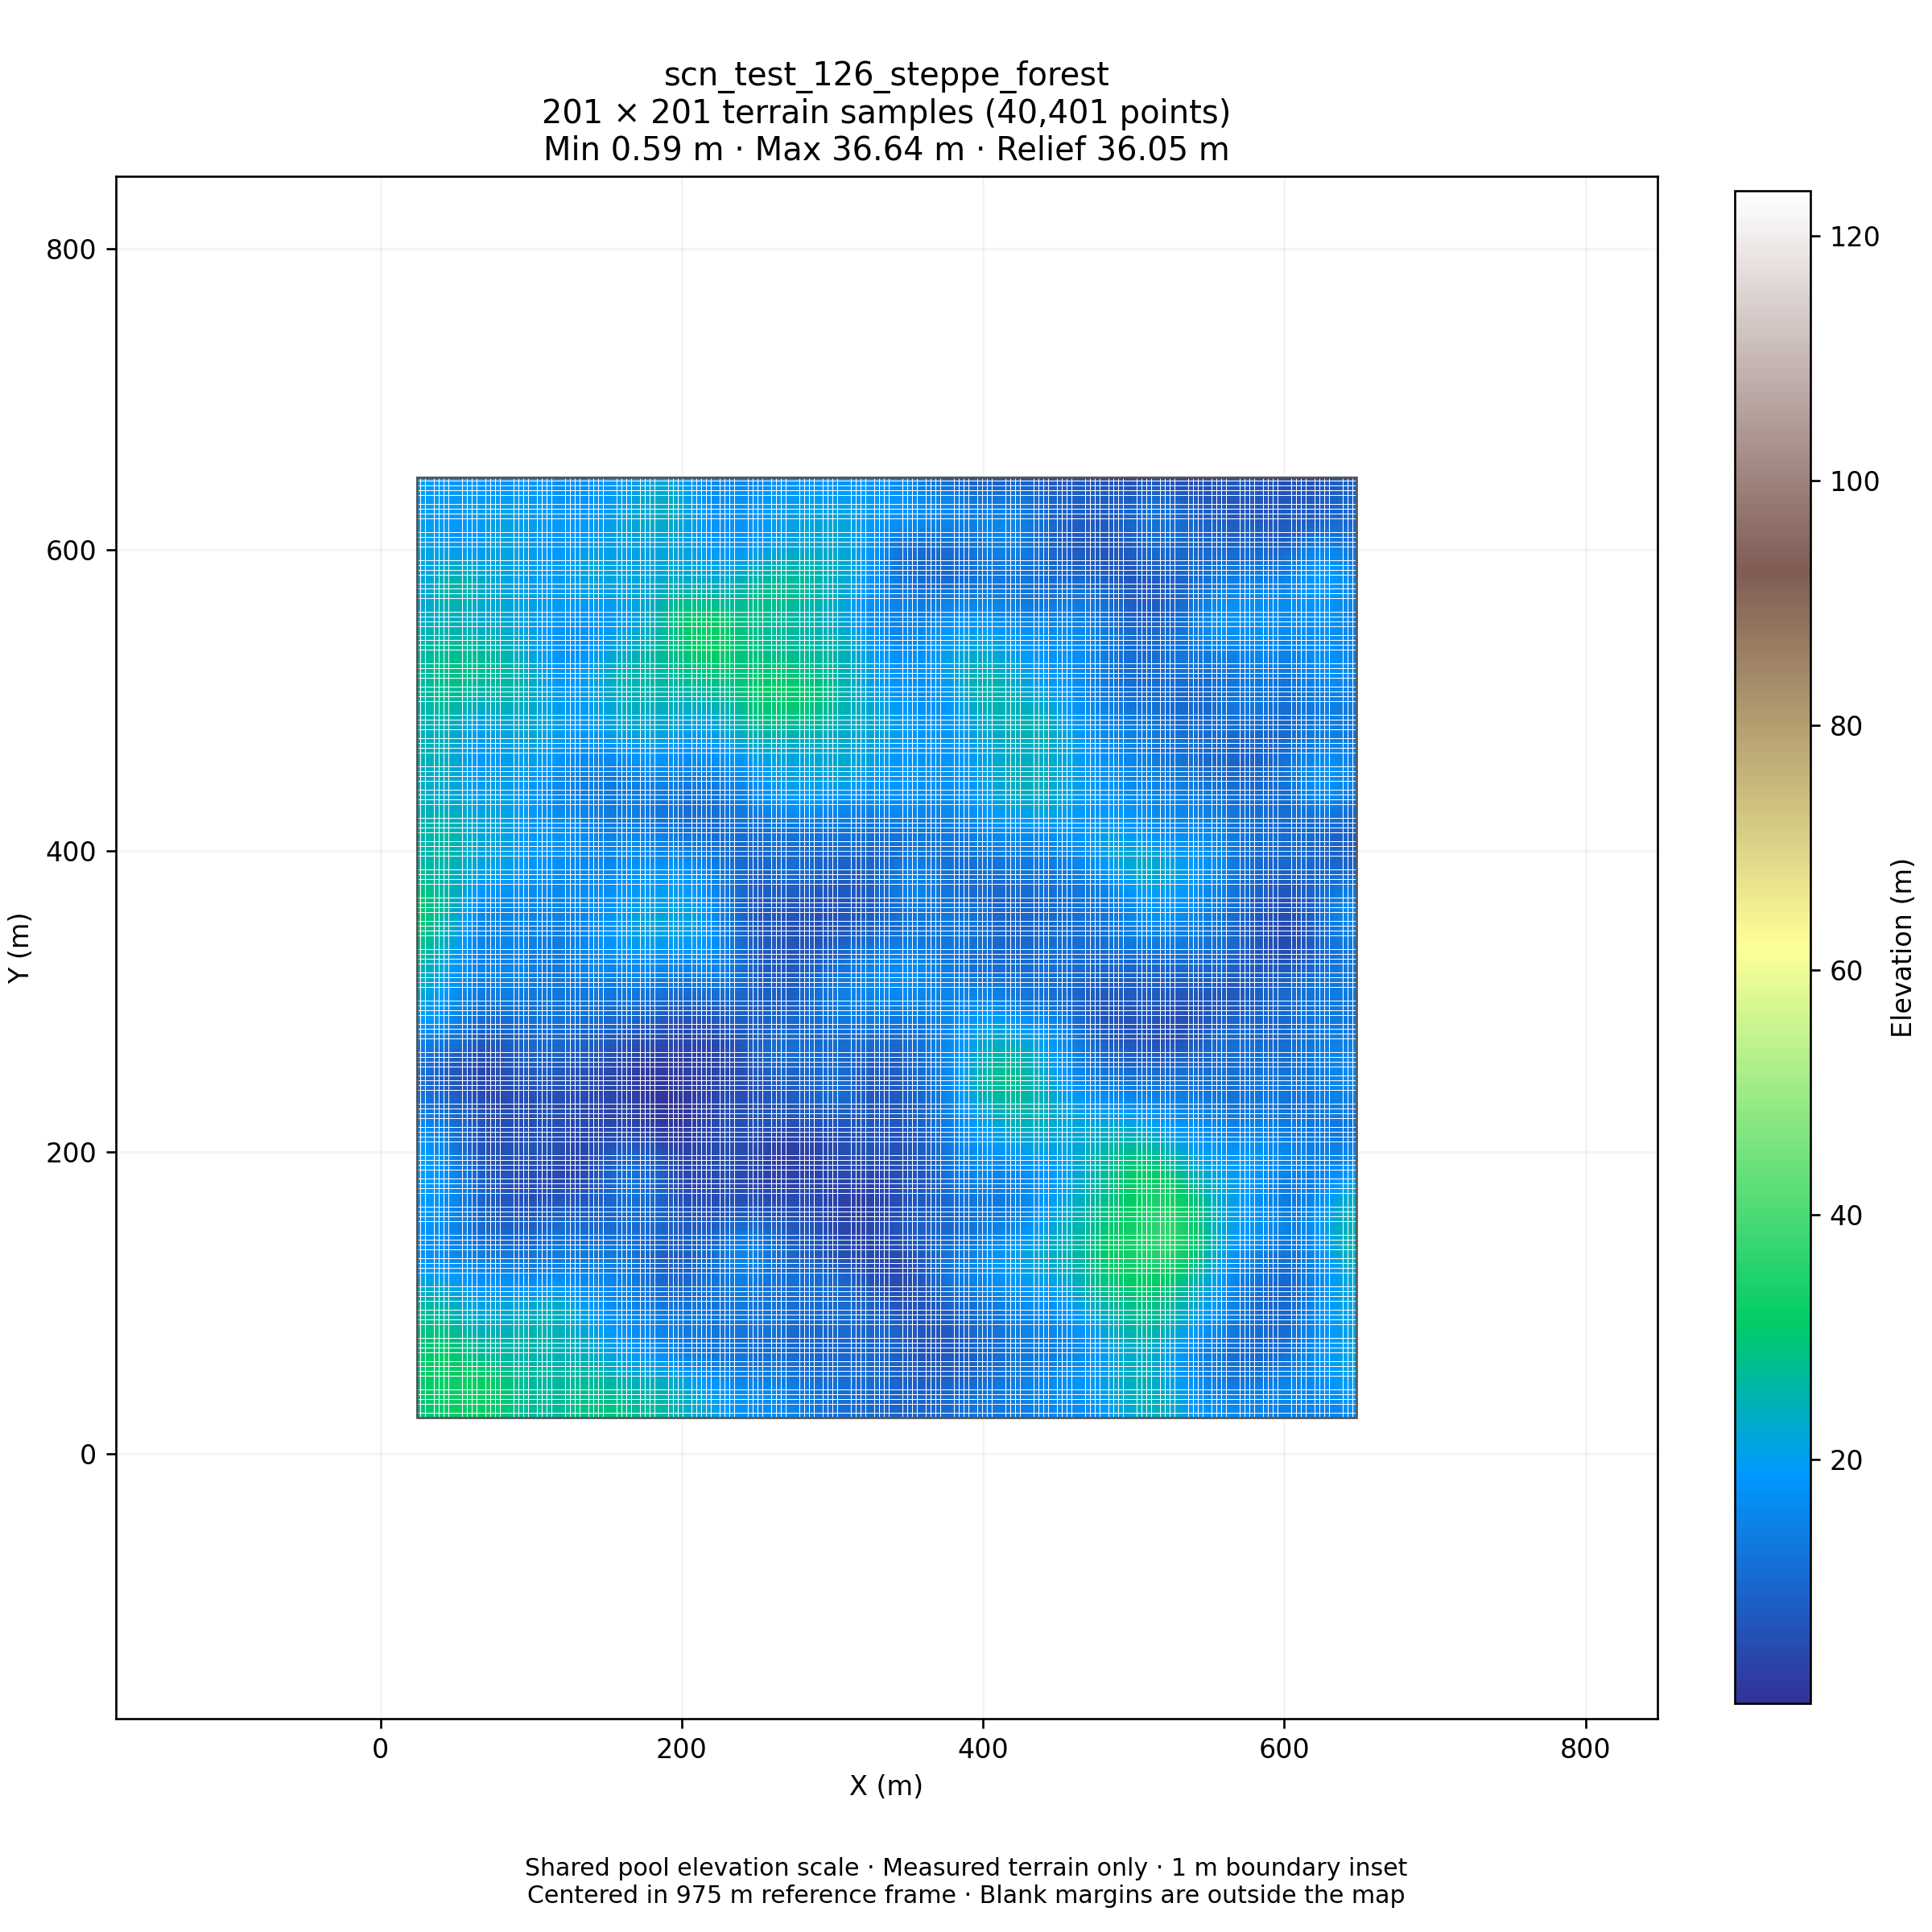 scn_test_126_steppe_forest
201 × 201 terrain samples (40,401 points)
Min 0.59 m · Max 36.64 m · Relief 36.05 m
800
600
400
200
0
Y (m)
0
200
400
600
800
X (m)
120
100
80
60
40
20
Elevation (m)
Shared pool elevation scale · Measured terrain only · 1 m boundary inset
Centered in 975 m reference frame · Blank margins are outside the map